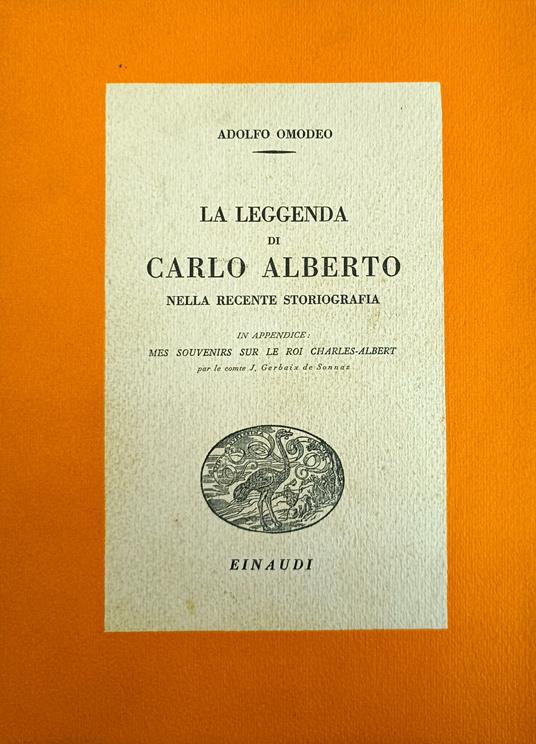 ADOLFO OMODEO
LA LEGGENDA
DI
CARLO ALBERTO
NELLA RECENTE STORIOGRAFIA
IN APPENDICE:
MES SOUVENIRS SUR LE ROI CHARLES-ALBERT
par le comte J. Gerbaix de Sonnaz
EINAUDI